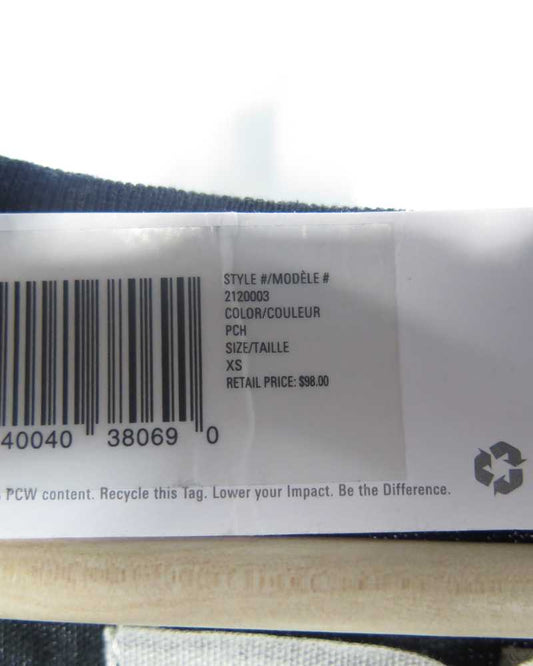 STYLE #/MODÈLE #
2120003
COLOR/COULEUR
PCH
SIZE/TAILLE
XS
RETAIL PRICE: $98.00
40040 38069 0
PCW content. Recycle this Tag. Lower your Impact. Be the Difference.